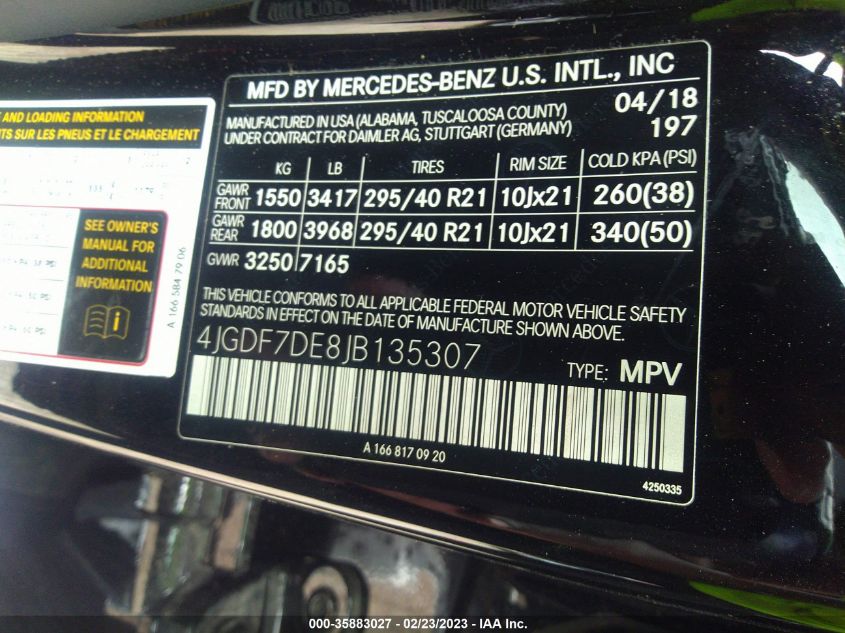 E AND LOADING INFORMATION
NTS SUR LES PNEUS ET LE CHARGEMENT
SEE OWNER'S
MANUAL FOR
ADDITIONAL
INFORMATION
A 166 584 79 06
MFD BY MERCEDES-BENZ U.S. INTL., INC
MANUFACTURED IN USA (ALABAMA, TUSCALOOSA COUNTY) 04/18
UNDER CONTRACT FOR DAIMLER AG, STUTTGART (GERMANY) 197
KG LB TIRES RIM SIZE COLD KPA (PSI)
GAWR FRONT 1550 3417 295/40 R21 10Jx21 260(38)
GAWR REAR 1800 3968 295/40 R21 10Jx21 340(50)
GVWR 3250 7165
THIS VEHICLE CONFORMS TO ALL APPLICABLE FEDERAL MOTOR VEHICLE SAFETY
STANDARDS IN EFFECT ON THE DATE OF MANUFACTURE SHOWN ABOVE.
4JGDF7DE8JB135307
TYPE: MPV
A 166 817 09 20
4250335
000-35883027 - 02/23/2023 - IAA Inc.